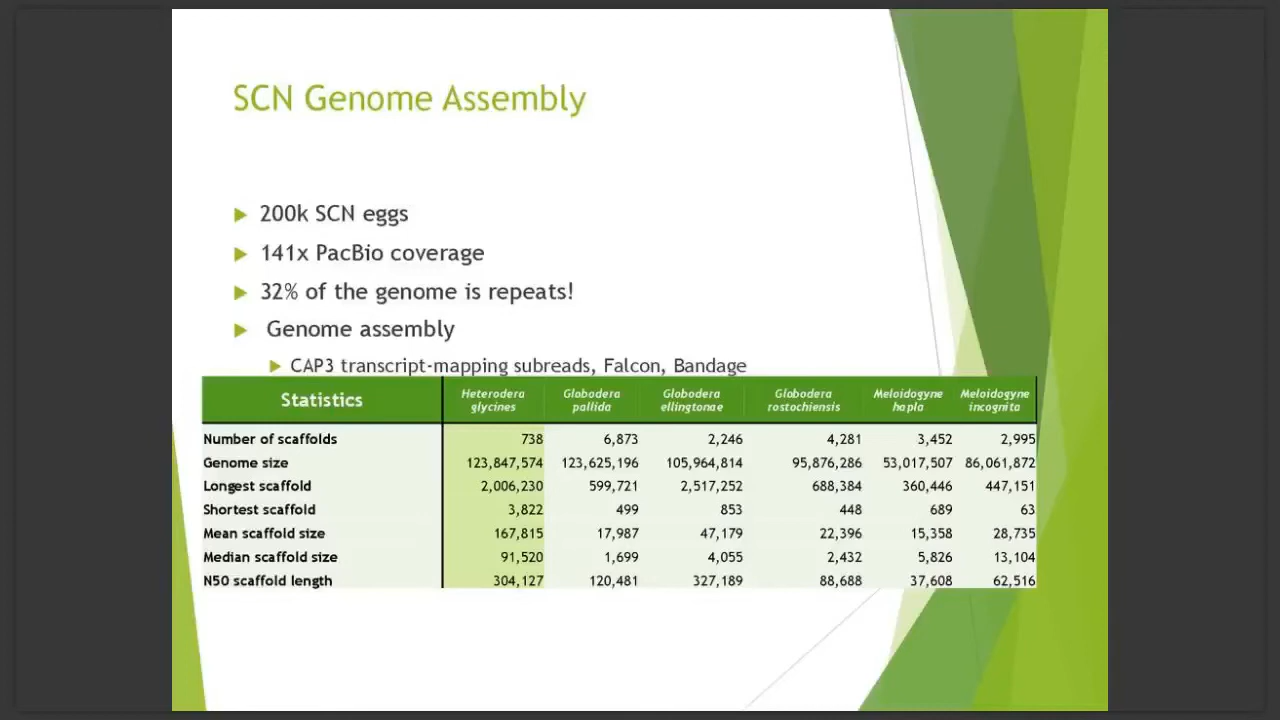 SCN Genome Assembly
200k SCN eggs
141x PacBio coverage
32% of the genome is repeats!
Genome assembly
CAP3 transcript-mapping subreads, Falcon, Bandage
Statistics Heterodera glycines Globodera pallida Globodera ellingtonae Globodera rostochiensis Meloidogyne hapla Meloidogyne incognita
Number of scaffolds 738 6,873 2,246 4,281 3,452 2,995
Genome size 123,847,574 123,625,196 105,964,814 95,876,286 53,017,507 86,061,872
Longest scaffold 2,006,230 599,721 2,517,252 688,384 360,446 447,151
Shortest scaffold 3,822 499 853 448 689 63
Mean scaffold size 167,815 17,987 47,179 22,396 15,358 28,735
Median scaffold size 91,520 1,699 4,055 2,432 5,826 13,104
N50 scaffold length 304,127 120,481 327,189 88,688 37,608 62,516